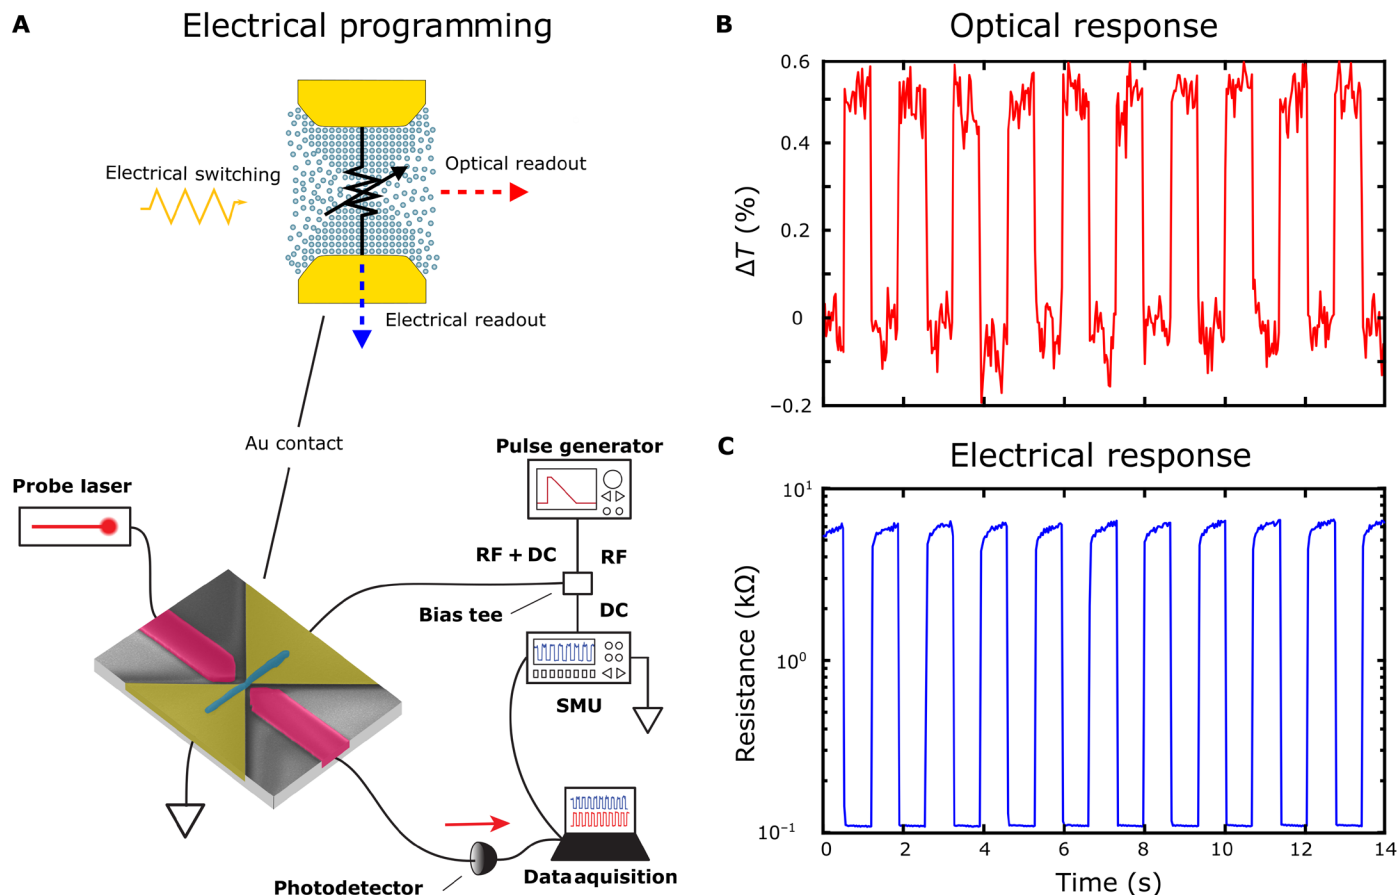 A
Electrical programming
Electrical switching
Optical readout
Electrical readout
Au contact
Probe laser
Pulse generator
RF + DC
RF
Bias tee
DC
SMU
Photodetector
Data aquisition
B
Optical response
ΔT (%)
0.6
0.4
0.2
0
−0.2
C
Electrical response
Resistance (kΩ)
10¹
10⁰
10⁻¹
0 2 4 6 8 10 12 14
Time (s)